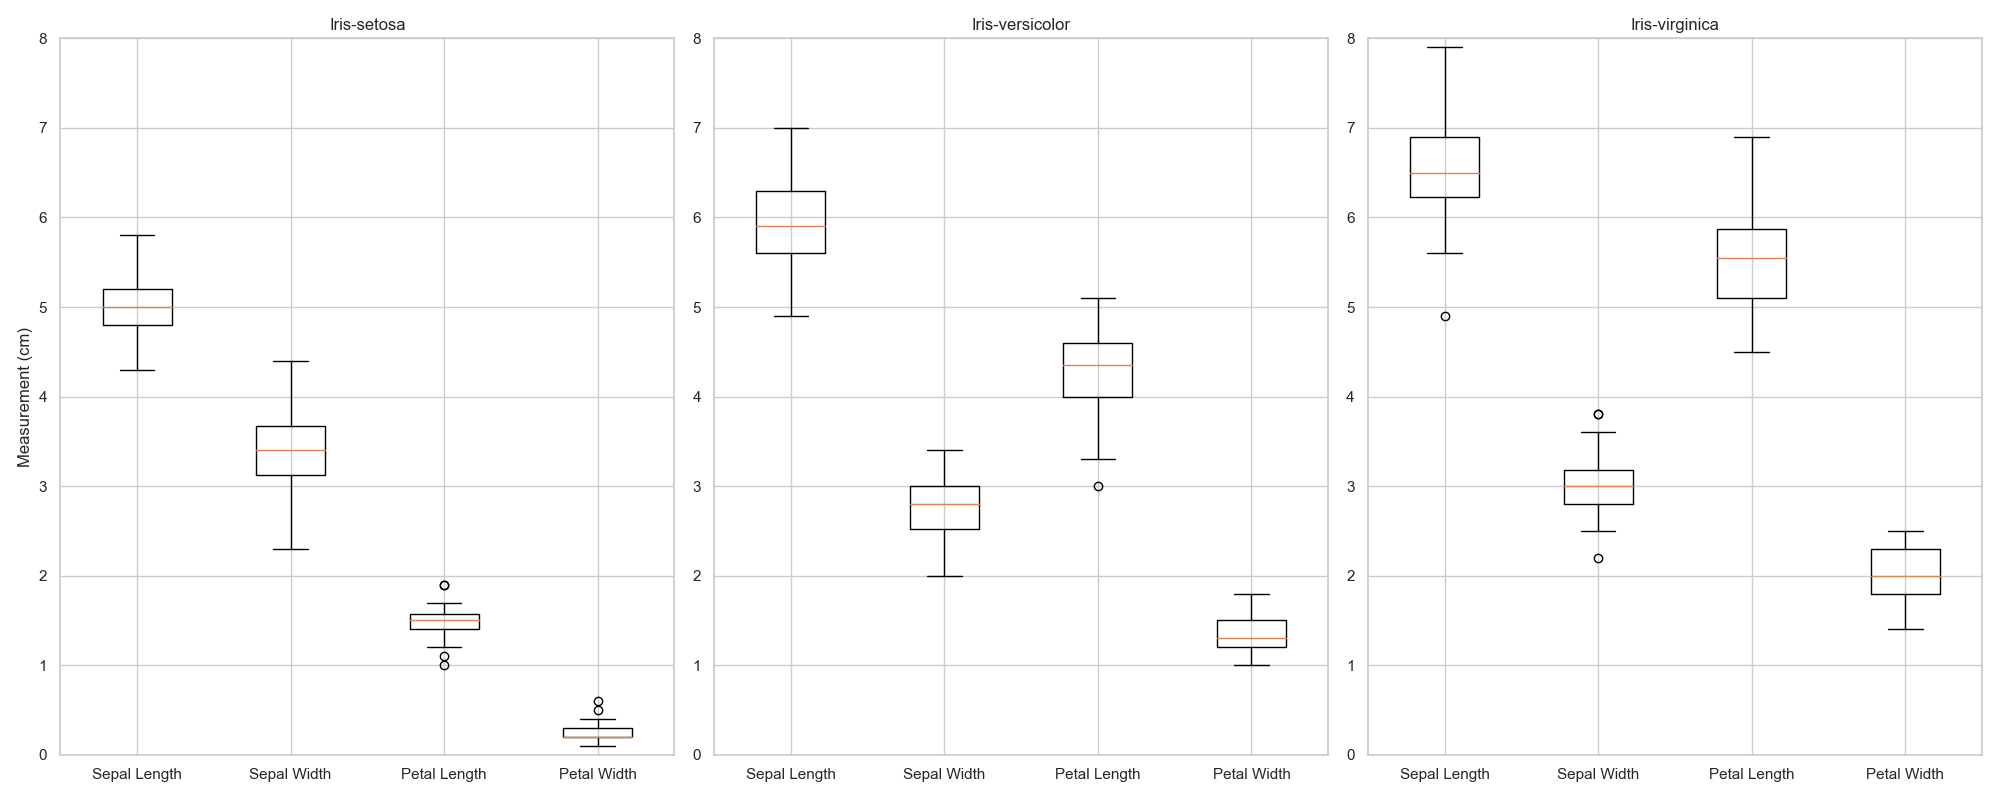 Iris-setosa
Iris-versicolor
Iris-virginica
Measurement (cm)
8
7
6
5
4
3
2
1
0
Sepal Length
Sepal Width
Petal Length
Petal Width
8
7
6
5
4
3
2
1
0
Sepal Length
Sepal Width
Petal Length
Petal Width
8
7
6
5
4
3
2
1
0
Sepal Length
Sepal Width
Petal Length
Petal Width